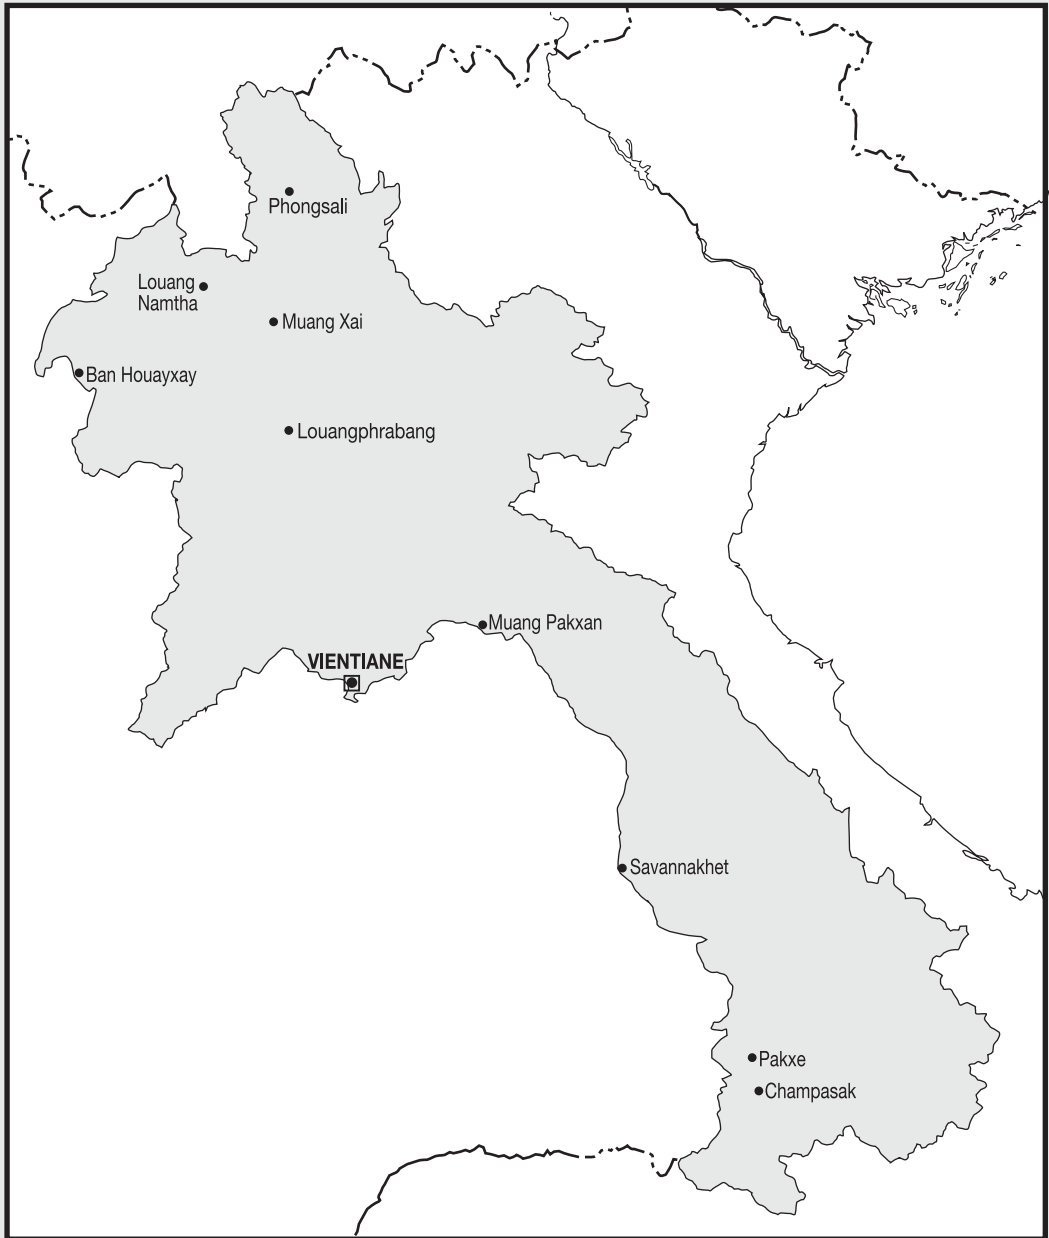 Phongsali
Louang
Namtha
Muang Xai
Ban Houayxay
Louangphrabang
Muang Pakxan
VIENTIANE
Savannakhet
Pakxe
Champasak